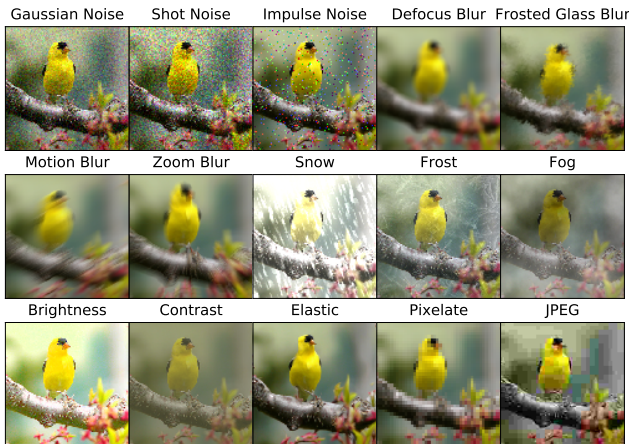 Gaussian Noise Shot Noise Impulse Noise Defocus Blur Frosted Glass Blur
Motion Blur Zoom Blur Snow Frost Fog
Brightness Contrast Elastic Pixelate JPEG